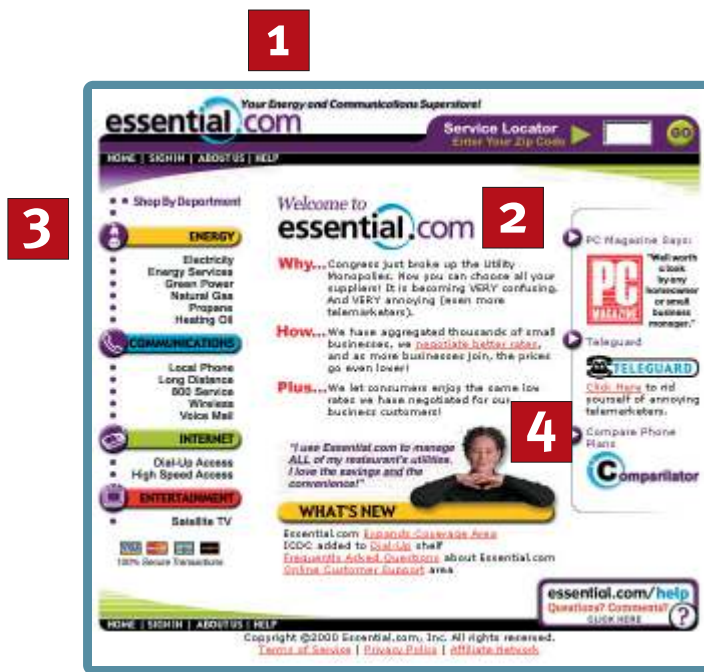 1
Your Energy and Communications Superstore!
essential.com
Service Locator
Enter Your Zip Code
GO
HOME | SIGN IN | ABOUT US | HELP
3
Shop By Department
ENERGY
Electricity
Energy Services
Green Power
Natural Gas
Propane
Heating Oil
COMMUNICATIONS
Local Phone
Long Distance
800 Service
Wireless
Voice Mail
INTERNET
Dial-Up Access
High Speed Access
ENTERTAINMENT
Satellite TV
VISA
100% Secure Transactions
Welcome to
essential.com
2
Why... Congress just broke up the Utility
Monopolies. Now you can choose all your
suppliers! It is becoming VERY confusing.
And VERY annoying (even more
telemarketers).
How... We have aggregated thousands of small
businesses, we negotiate better rates,
and as more businesses join, the prices
go even lower!
Plus... We let consumers enjoy the same low
rates we have negotiated for our
business customers!
4
"I use Essential.com to manage
ALL of my restaurant's utilities.
I love the savings and the
convenience!"
WHAT'S NEW
Essential.com Expands Coverage Area
ICDC added to Dial-Up shelf
Frequently Asked Questions about Essential.com
Online Customer Support area
PC Magazine Says:
PC
MAGAZINE
"Well worth
a look
by any
homeowner
or small
business
manager."
Teleguard
TELEGUARD
Click Here to rid
yourself of annoying
telemarketers.
Compare Phone
Plans
Comparilator
essential.com/help
Questions? Comments?
CLICK HERE
?
HOME | SIGN IN | ABOUT US | HELP
Copyright ©2000 Essential.com, Inc. All rights reserved.
Terms of Service | Privacy Policy | Affiliate Network